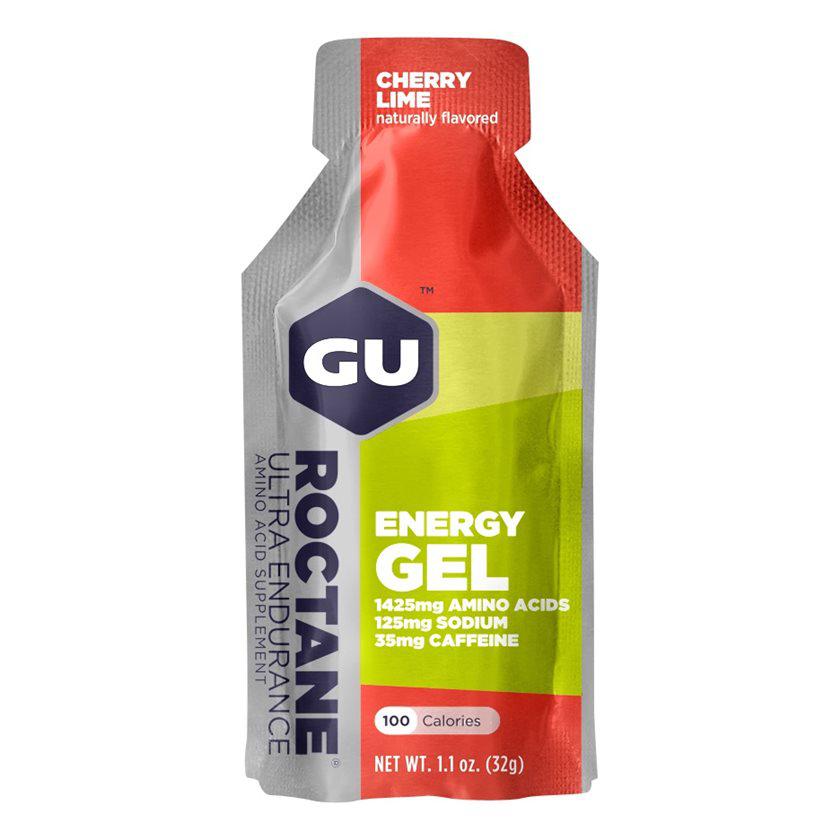 CHERRY
LIME
naturally flavored
™
GU
ROCTANE®
ULTRA ENDURANCE
AMINO ACID SUPPLEMENT
ENERGY
GEL
1425mg AMINO ACIDS
125mg SODIUM
35mg CAFFEINE
100 Calories
NET WT. 1.1 oz. (32g)